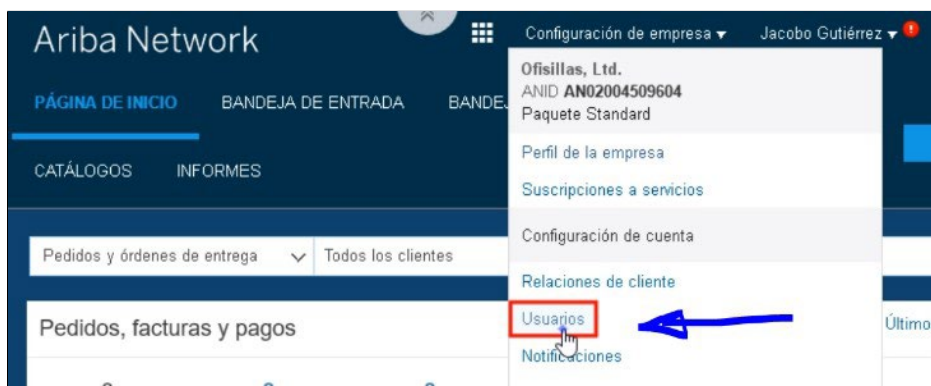 Ariba Network
Configuración de empresa
Jacobo Gutiérrez
Ofisillas, Ltd.
ANID AN02004509604
Paquete Standard
PÁGINA DE INICIO
BANDEJA DE ENTRADA
Perfil de la empresa
CATÁLOGOS
INFORMES
Suscripciones a servicios
Configuración de cuenta
Pedidos y órdenes de entrega
Todos los clientes
Relaciones de cliente
Pedidos, facturas y pagos
Usuarios
Último
Notificaciones